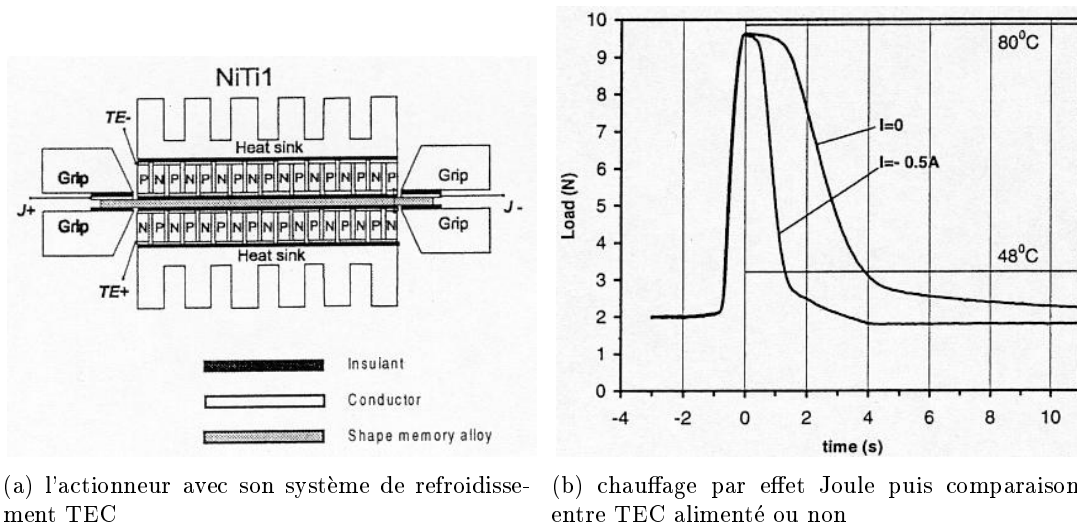 NiTi1
TE-
Heat sink
P N P N P N P N P N P N P N P N P
Grip
Grip
J+
J -
Grip
Grip
N P N P N P N P N P N P N P N P N
Heat sink
TE+
Insulant
Conductor
Shape memory alloy
(a) l'actionneur avec son système de refroidisse-
ment TEC
10
9
8
7
6
5
4
3
2
1
0
Load (N)
80°C
I=0
I=- 0.5A
48°C
-4 -2 0 2 4 6 8 10
time (s)
(b) chauffage par effet Joule puis comparaison
entre TEC alimenté ou non